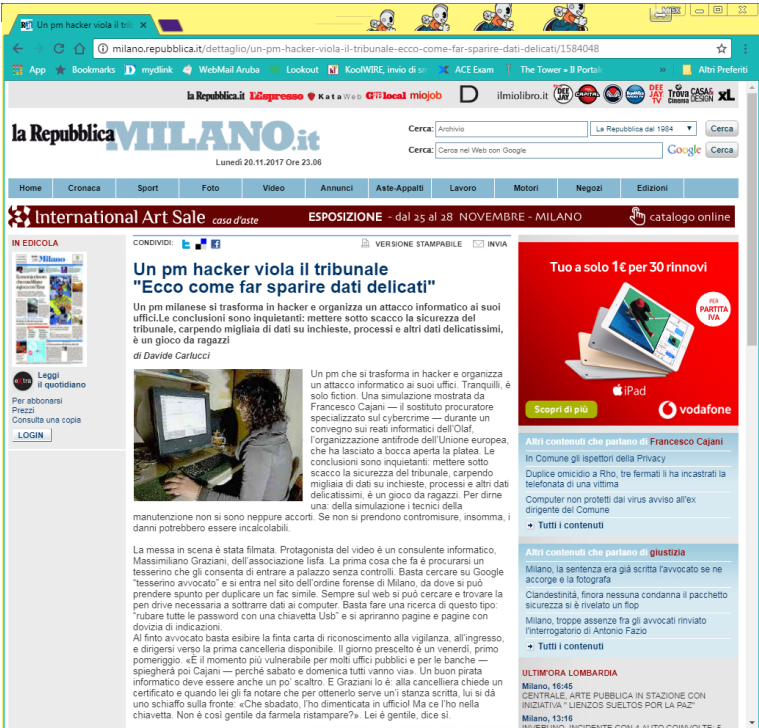 Un pm hacker viola il trib
milano.repubblica.it/dettaglio/un-pm-hacker-viola-il-tribunale-ecco-come-far-sparire-dati-delicati/1584048
App Bookmarks mydlink WebMail Aruba Lookout KoolWIRE, invio di ACE Exam The Tower » Il Portal » Altri Preferiti
la Repubblica.it L'Espresso KataWeb GELocal miojob D ilmiolibro.it DEE JAY CAPITAL DEE JAY TV Trova Cinema CASA& DESIGN XL
la Repubblica MILANO.it
Cerca: Archivio La Repubblica dal 1984 Cerca
Cerca: Cerca nel Web con Google Google Cerca
Lunedì 20.11.2017 Ore 23.06
Home Cronaca Sport Foto Video Annunci Aste-Appalti Lavoro Motori Negozi Edizioni
International Art Sale casa d'aste ESPOSIZIONE - dal 25 al 28 NOVEMBRE - MILANO catalogo online
IN EDICOLA
Milano
extra
Leggi
il quotidiano
Per abbonarsi
Prezzi
Consulta una copia
LOGIN
CONDIVIDI: VERSIONE STAMPABILE INVIA
Un pm hacker viola il tribunale
"Ecco come far sparire dati delicati"
Un pm milanese si trasforma in hacker e organizza un attacco informatico ai suoi
uffici.Le conclusioni sono inquietanti: mettere sotto scacco la sicurezza del
tribunale, carpendo migliaia di dati su inchieste, processi e altri dati delicatissimi,
è un gioco da ragazzi
di Davide Carlucci
Un pm che si trasforma in hacker e organizza
un attacco informatico ai suoi uffici. Tranquilli, è
solo fiction. Una simulazione mostrata da
Francesco Cajani — il sostituto procuratore
specializzato sul cybercrime — durante un
convegno sui reati informatici dell'Olaf,
l'organizzazione antifrode dell'Unione europea,
che ha lasciato a bocca aperta la platea. Le
conclusioni sono inquietanti: mettere sotto
scacco la sicurezza del tribunale, carpendo
migliaia di dati su inchieste, processi e altri dati
delicatissimi, è un gioco da ragazzi. Per dirne
una: della simulazione i tecnici della
manutenzione non si sono neppure accorti. Se non si prendono contromisure, insomma, i
danni potrebbero essere incalcolabili.
La messa in scena è stata filmata. Protagonista del video è un consulente informatico,
Massimiliano Graziani, dell'associazione Iisfa. La prima cosa che fa è procurarsi un
tesserino che gli consenta di entrare a palazzo senza controlli. Basta cercare su Google
"tesserino avvocato" e si entra nel sito dell'ordine forense di Milano, da dove si può
prendere spunto per duplicare un fac simile. Sempre sul web si può cercare e trovare la
pen drive necessaria a sottrarre dati ai computer. Basta fare una ricerca di questo tipo:
"rubare tutte le password con una chiavetta Usb" e si apriranno pagine e pagine con
dovizia di indicazioni.
Al finto avvocato basta esibire la finta carta di riconoscimento alla vigilanza, all'ingresso,
e dirigersi verso la prima cancelleria disponibile. Il giorno prescelto è un venerdì, primo
pomeriggio. «È il momento più vulnerabile per molti uffici pubblici e per le banche —
spiegherà poi Cajani — perché sabato e domenica tutti vanno via». Un buon pirata
informatico deve essere anche un po' scaltro. E Graziani lo è: alla cancelliera chiede un
certificato e quando lei gli fa notare che per ottenerlo serve un'i stanza scritta, lui si dà
uno schiaffo sulla fronte: «Che sbadato, l'ho dimenticata in ufficio! Ma ce l'ho nella
chiavetta. Non è così gentile da farmela ristampare?». Lei è gentile, dice sì.
Tuo a solo 1€ per 30 rinnovi
PER
PARTITA
IVA
iPad
Scopri di più
vodafone
Altri contenuti che parlano di Francesco Cajani
In Comune gli ispettori della Privacy
Duplice omicidio a Rho, tre fermati li ha incastrati la
telefonata di una vittima
Computer non protetti dai virus avviso all'ex
dirigente del Comune
Tutti i contenuti
Altri contenuti che parlano di giustizia
Milano, la sentenza era già scritta l'avvocato se ne
accorge e la fotografa
Clandestinità, finora nessuna condanna il pacchetto
sicurezza si è rivelato un flop
Milano, troppe assenze fra gli avvocati rinviato
l'interrogatorio di Antonio Fazio
Tutti i contenuti
ULTIM'ORA LOMBARDIA
Milano, 16:45
CENTRALE, ARTE PUBBLICA IN STAZIONE CON
INIZIATIVA " LIENZOS SUELTOS POR LA PAZ"
Milano, 13:16